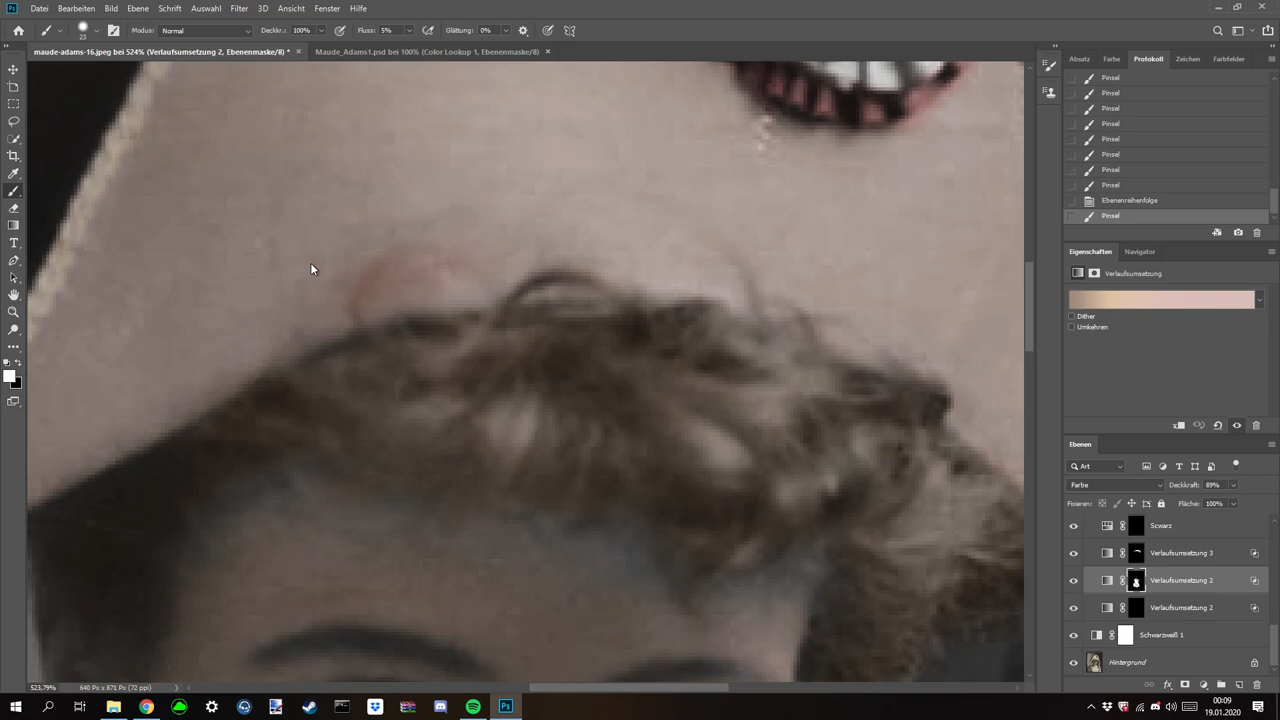 Datei Bearbeiten Bild Ebene Schrift Auswahl Filter 3D Ansicht Fenster Hilfe
23 Modus: Normal Deckkr.: 100% Fluss: 5% Glättung: 0%
maude-adams-16.jpeg bei 524% (Verlaufsumsetzung 2, Ebenenmaske/8) * × Maude_Adams1.psd bei 100% (Color Lookup 1, Ebenenmaske/8) ×
Absatz Farbe Protokoll Zeichen Farbfelder
Pinsel
Pinsel
Pinsel
Pinsel
Pinsel
Pinsel
Pinsel
Pinsel
Ebenenreihenfolge
Pinsel
Eigenschaften Navigator
Verlaufsumsetzung
Dither
Umkehren
Ebenen
Art
Farbe Deckkraft: 89%
Fixieren: Fläche: 100%
Scwarz
Verlaufsumsetzung 3
Verlaufsumsetzung 2
Verlaufsumsetzung 2
Schwarzweiß 1
Hintergrund
523,79% 640 Px x 871 Px (72 ppi)
00:09
19.01.2020